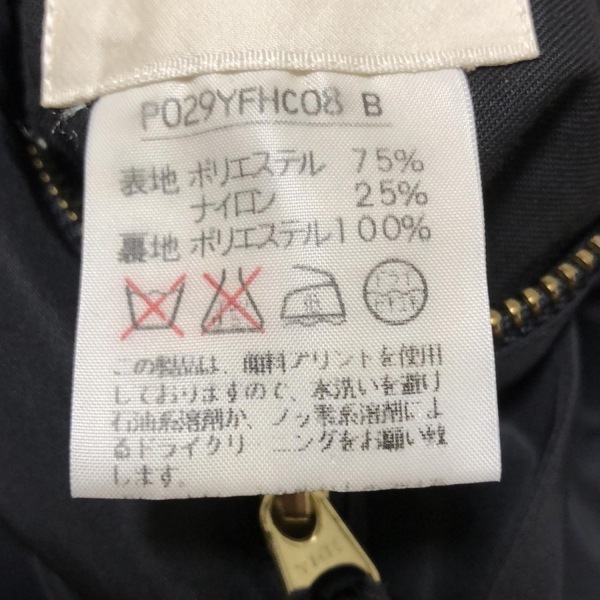 P029YFHC08 B
表地 ポリエステル 75%
ナイロン 25%
裏地 ポリエステル 100%
この製品は、顔料プリントを使用
しておりますので、水洗いを避け
石油系溶剤か、フッ素系溶剤によ
るドライクリーニングをお願い致
します。